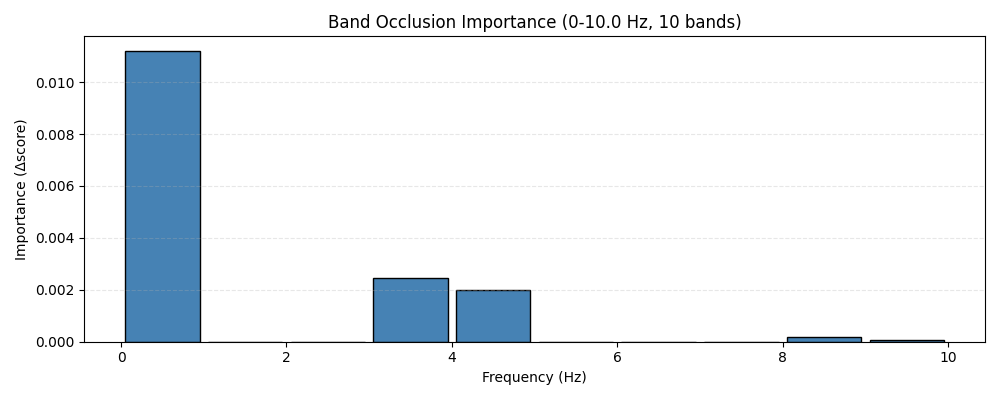 Band Occlusion Importance (0-10.0 Hz, 10 bands)
Importance (Δscore)
0.010
0.008
0.006
0.004
0.002
0.000
0 2 4 6 8 10
Frequency (Hz)